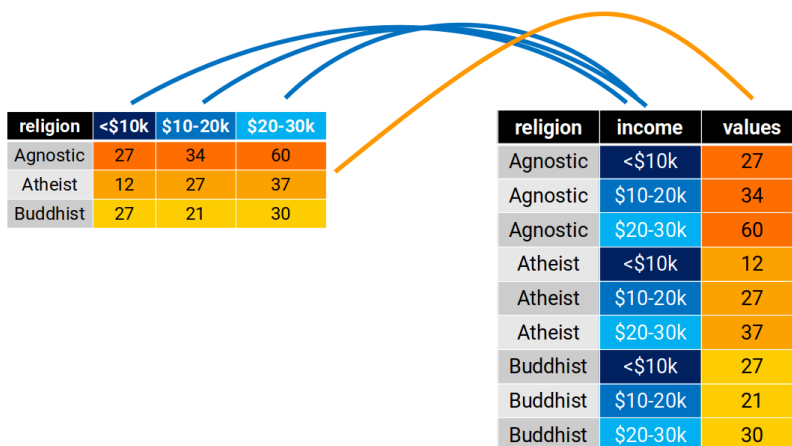 religion <$10k $10-20k $20-30k
Agnostic 27 34 60
Atheist 12 27 37
Buddhist 27 21 30
religion income values
Agnostic <$10k 27
Agnostic $10-20k 34
Agnostic $20-30k 60
Atheist <$10k 12
Atheist $10-20k 27
Atheist $20-30k 37
Buddhist <$10k 27
Buddhist $10-20k 21
Buddhist $20-30k 30